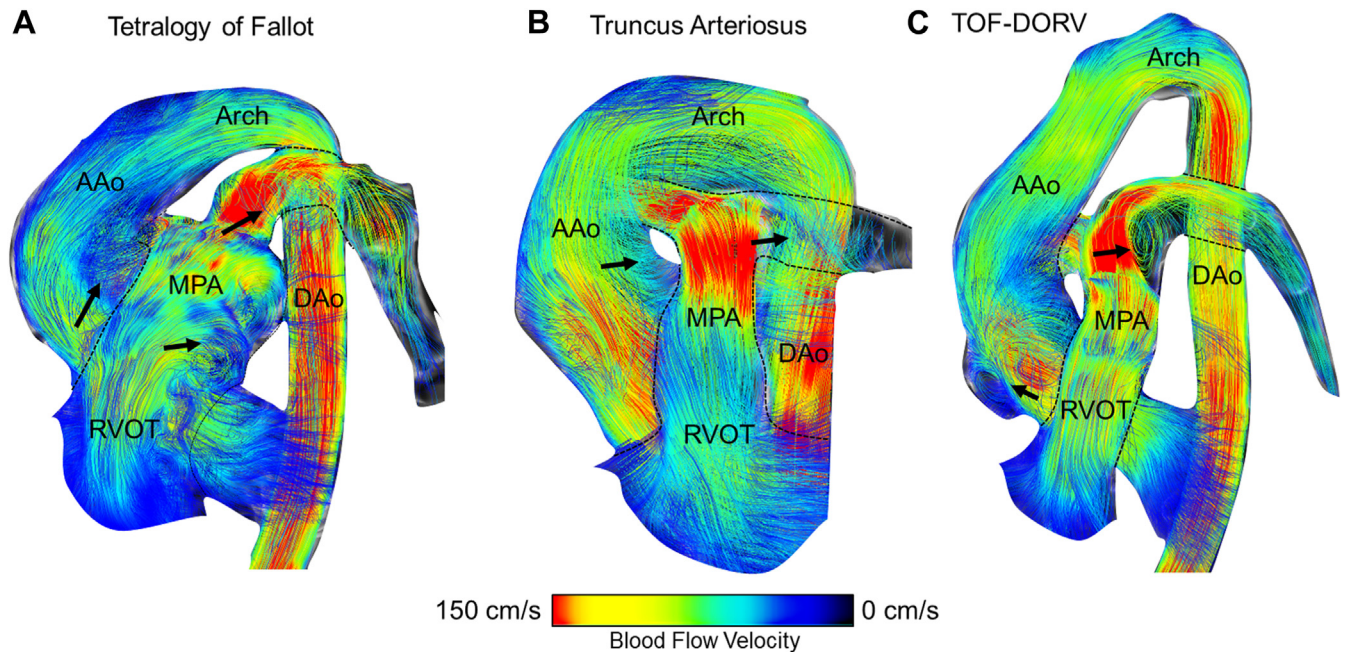 A Tetralogy of Fallot
B Truncus Arteriosus
C TOF-DORV
Arch
AAo
MPA
DAo
RVOT
Arch
AAo
MPA
DAo
RVOT
Arch
AAo
DAo
MPA
RVOT
150 cm/s
0 cm/s
Blood Flow Velocity